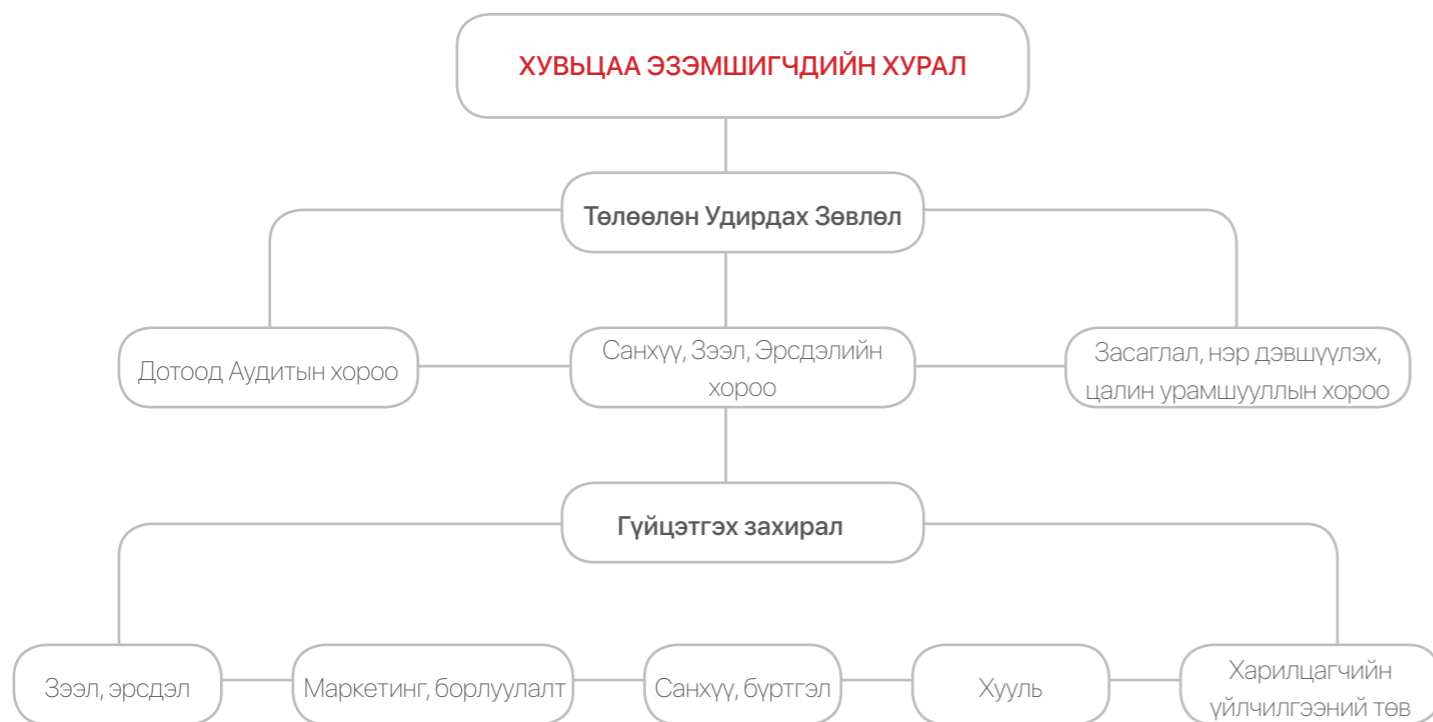 ХУВЬЦАА ЭЗЭМШИГЧДИЙН ХУРАЛ
Төлөөлөн Удирдах Зөвлөл
Дотоод Аудитын хороо
Санхүү, Зээл, Эрсдэлийн
хороо
Засаглал, нэр дэвшүүлэх,
цалин урамшууллын хороо
Гүйцэтгэх захирал
Зээл, эрсдэл
Маркетинг, борлуулалт
Санхүү, бүртгэл
Хууль
Харилцагчийн
үйлчилгээний төв